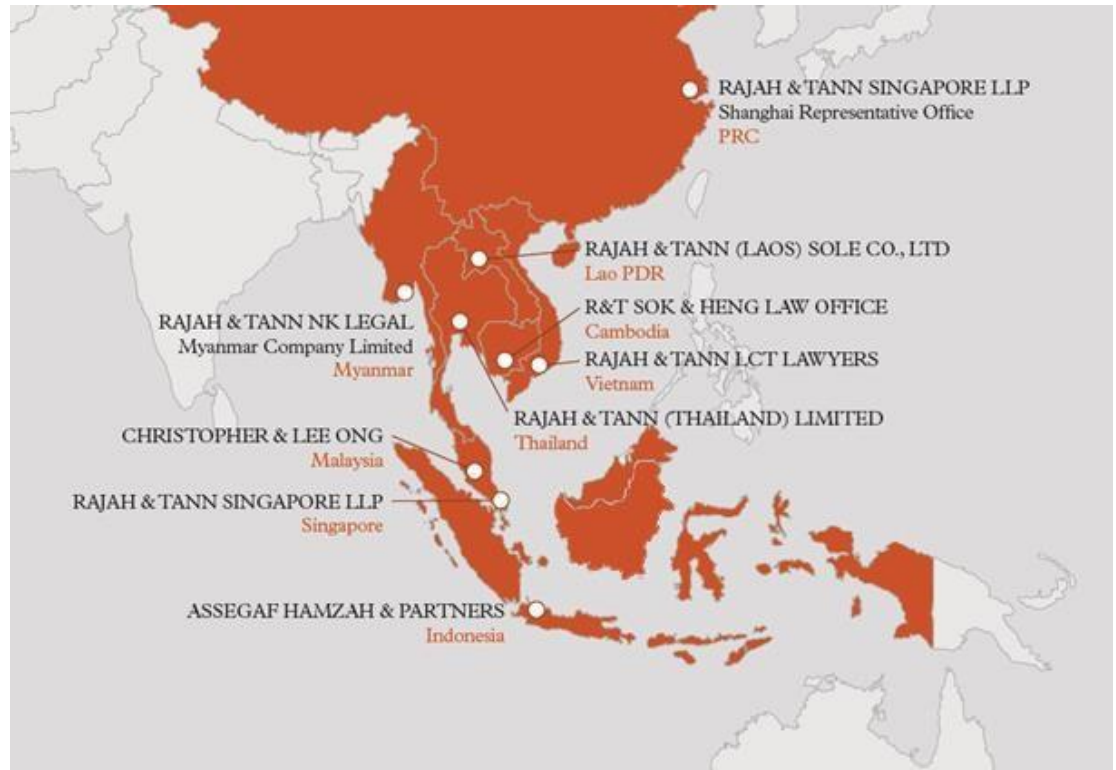 RAJAH & TANN SINGAPORE LLP
Shanghai Representative Office
PRC
RAJAH & TANN (LAOS) SOLE CO., LTD
Lao PDR
R&T SOK & HENG LAW OFFICE
Cambodia
RAJAH & TANN NK LEGAL
Myanmar Company Limited
Myanmar
RAJAH & TANN LCT LAWYERS
Vietnam
RAJAH & TANN (THAILAND) LIMITED
Thailand
CHRISTOPHER & LEE ONG
Malaysia
RAJAH & TANN SINGAPORE LLP
Singapore
ASSEGAF HAMZAH & PARTNERS
Indonesia